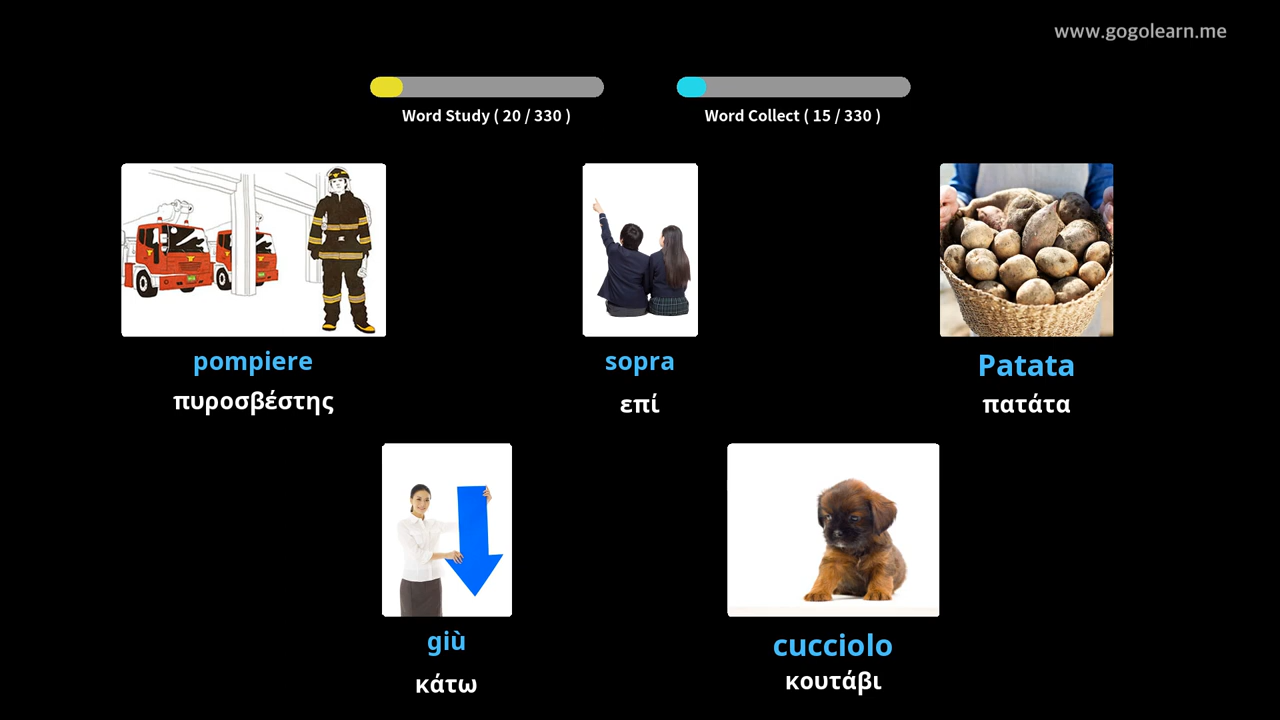 www.gogolearn.me
Word Study ( 20 / 330 )
Word Collect ( 15 / 330 )
pompiere
πυροσβέστης
sopra
επί
Patata
πατάτα
giù
κάτω
cucciolo
κουτάβι